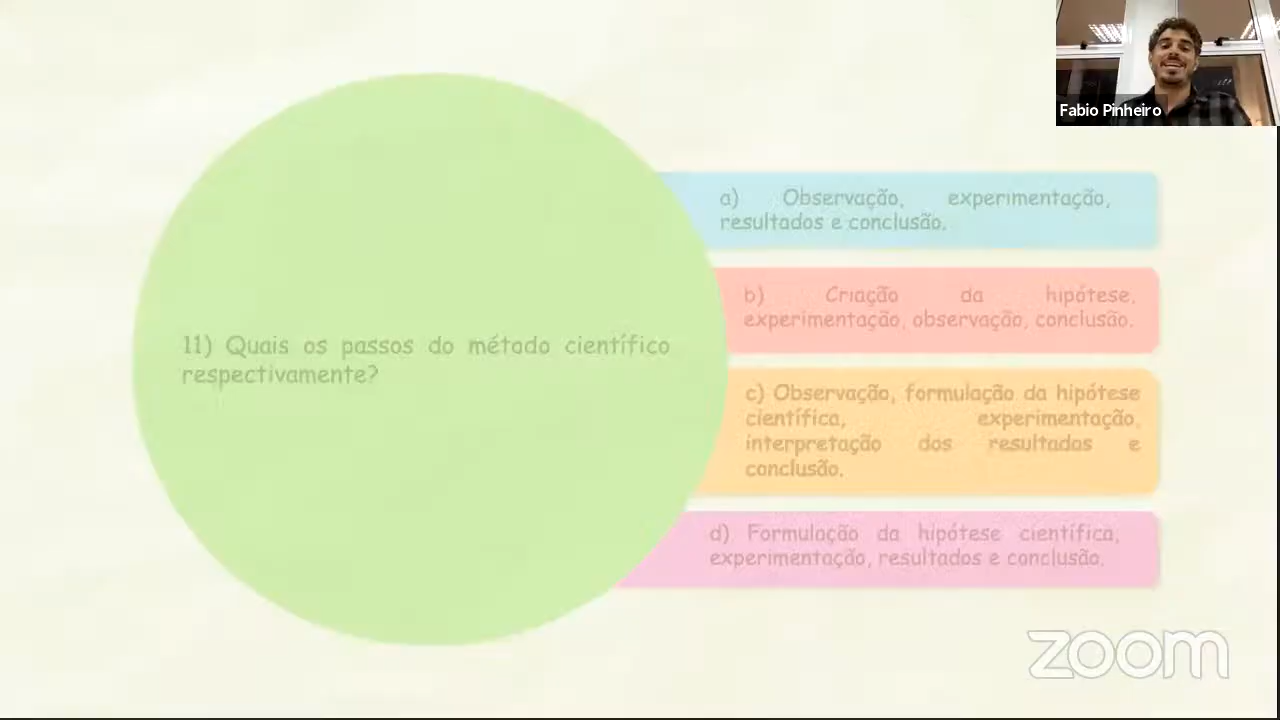 Fabio Pinheiro
11) Quais os passos do método científico
respectivamente?
a) Observação, experimentação,
resultados e conclusão.
b) Criação da hipótese,
experimentação, observação, conclusão.
c) Observação, formulação da hipótese
científica, experimentação,
interpretação dos resultados e
conclusão.
d) Formulação da hipótese científica,
experimentação, resultados e conclusão.
zoom